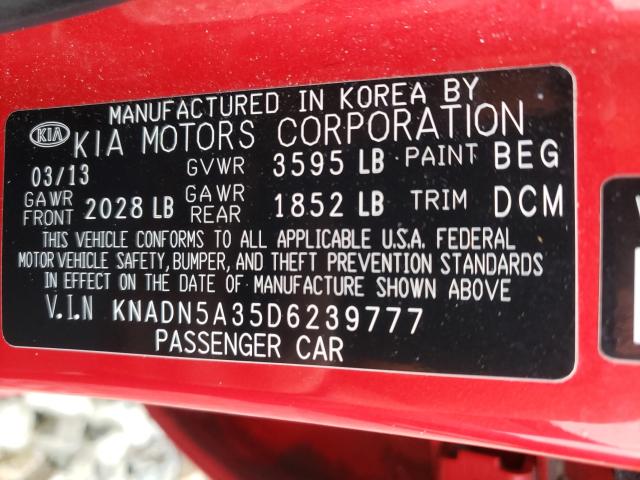 MANUFACTURED IN KOREA BY
KIA KIA MOTORS CORPORATION
03/13 GVWR 3595 LB PAINT BEG
GAWR FRONT 2028 LB GAWR REAR 1852 LB TRIM DCM
THIS VEHICLE CONFORMS TO ALL APPLICABLE U.S.A. FEDERAL
MOTOR VEHICLE SAFETY, BUMPER, AND THEFT PREVENTION STANDARDS
IN EFFECT ON THE DATE OF MANUFACTURE SHOWN ABOVE
V.I.N KNADN5A35D6239777
PASSENGER CAR